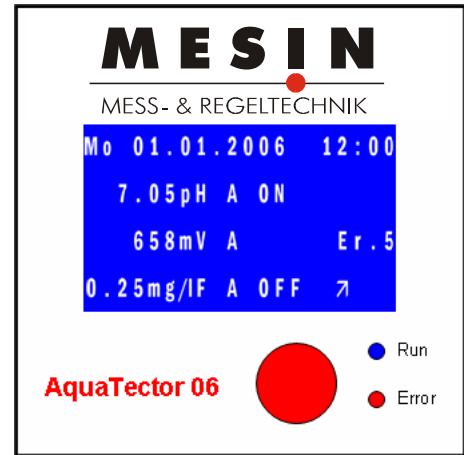 MESIN
MESS- & REGELTECHNIK
Mo 01.01.2006 12:00
7.05pH A ON
658mV A Er.5
0.25mg/lF A OFF ↗
Run
AquaTector 06
Error